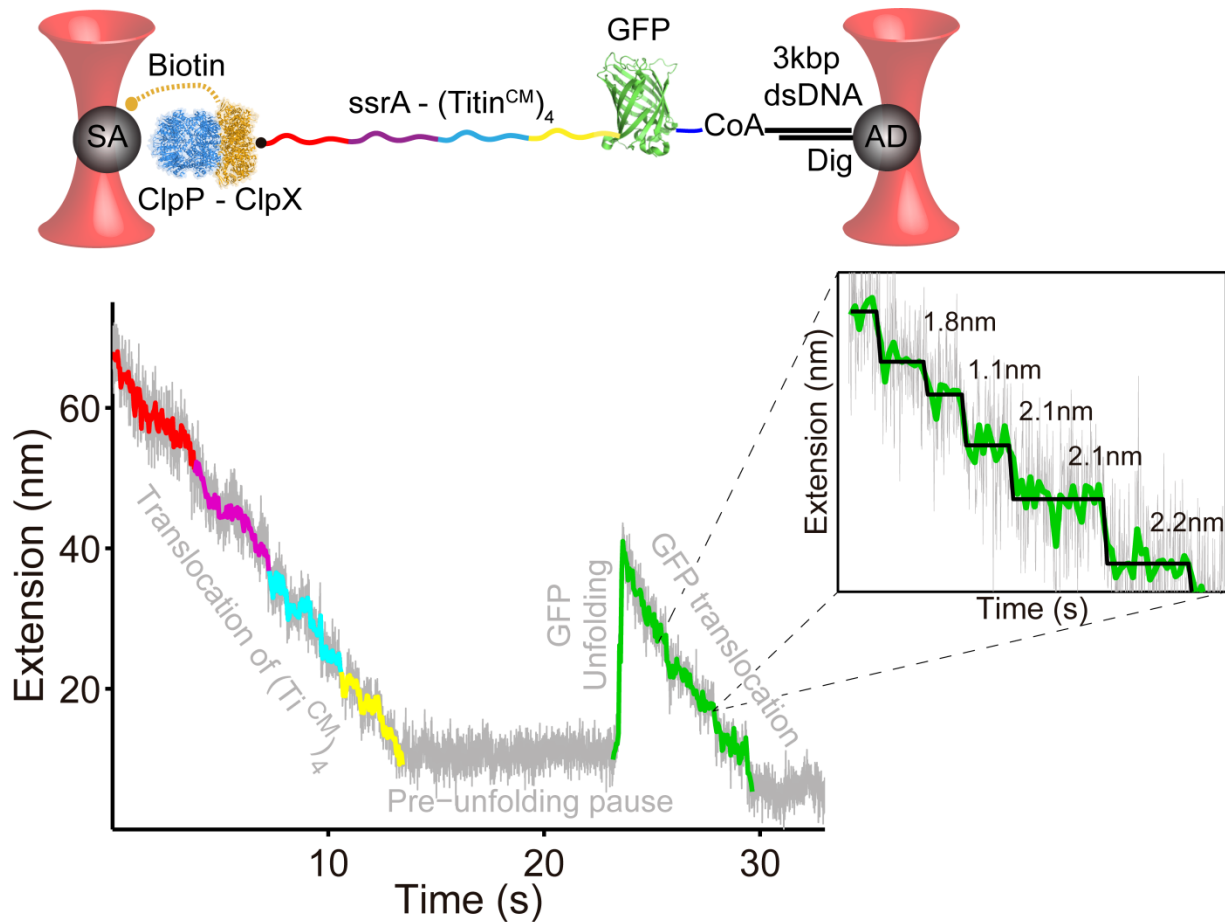 GFP
Biotin
3kbp
dsDNA
ssrA - (Titin^CM)_4
SA
CoA
AD
Dig
ClpP - ClpX
Extension (nm)
60
40
20
Translocation of (Ti^CM)_4
Pre-unfolding pause
GFP
Unfolding
GFP translocation
10
20
30
Time (s)
Extension (nm)
1.8nm
1.1nm
2.1nm
2.1nm
2.2nm
Time (s)